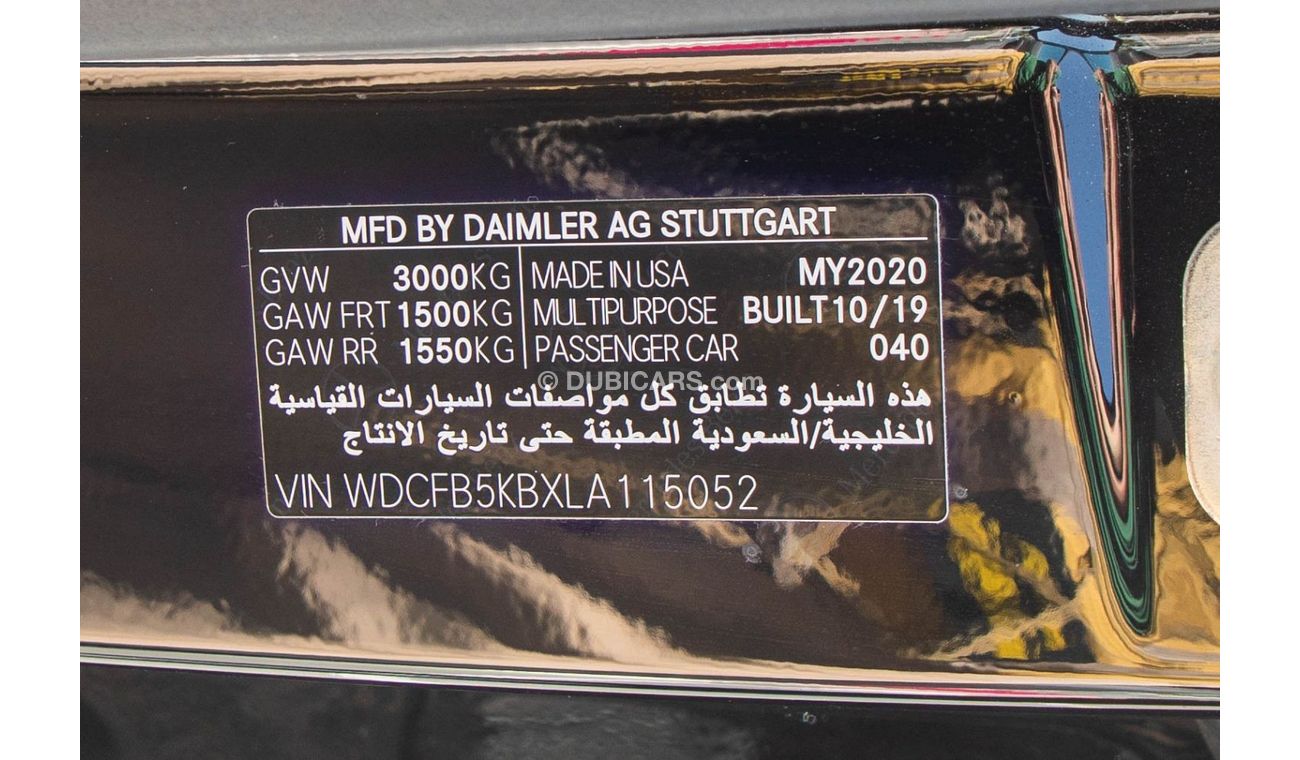 MFD BY DAIMLER AG STUTTGART
GVW 3000KG MADE IN USA MY2020
GAW FRT 1500KG MULTIPURPOSE BUILT10/19
GAW RR 1550KG PASSENGER CAR 040
© DUBICARS.com
هذه السيارة تطابق كل مواصفات السيارات القياسية
الخليجية/السعودية المطبقة حتى تاريخ الانتاج
VIN WDCFB5KBXLA115052